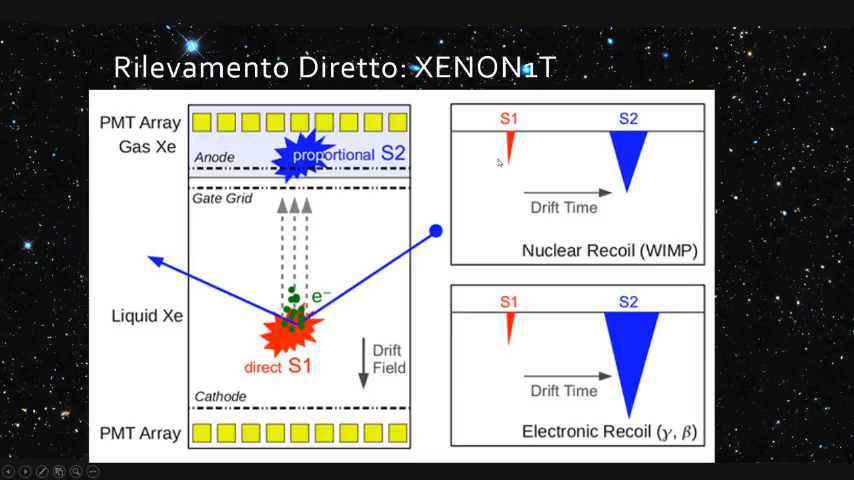 Rilevamento Diretto: XENON1T
PMT Array
Gas Xe
Anode
proportional S2
Gate Grid
Liquid Xe
e⁻
direct S1
Drift
Field
Cathode
PMT Array
S1 S2
Drift Time
Nuclear Recoil (WIMP)
S1 S2
Drift Time
Electronic Recoil (γ, β)